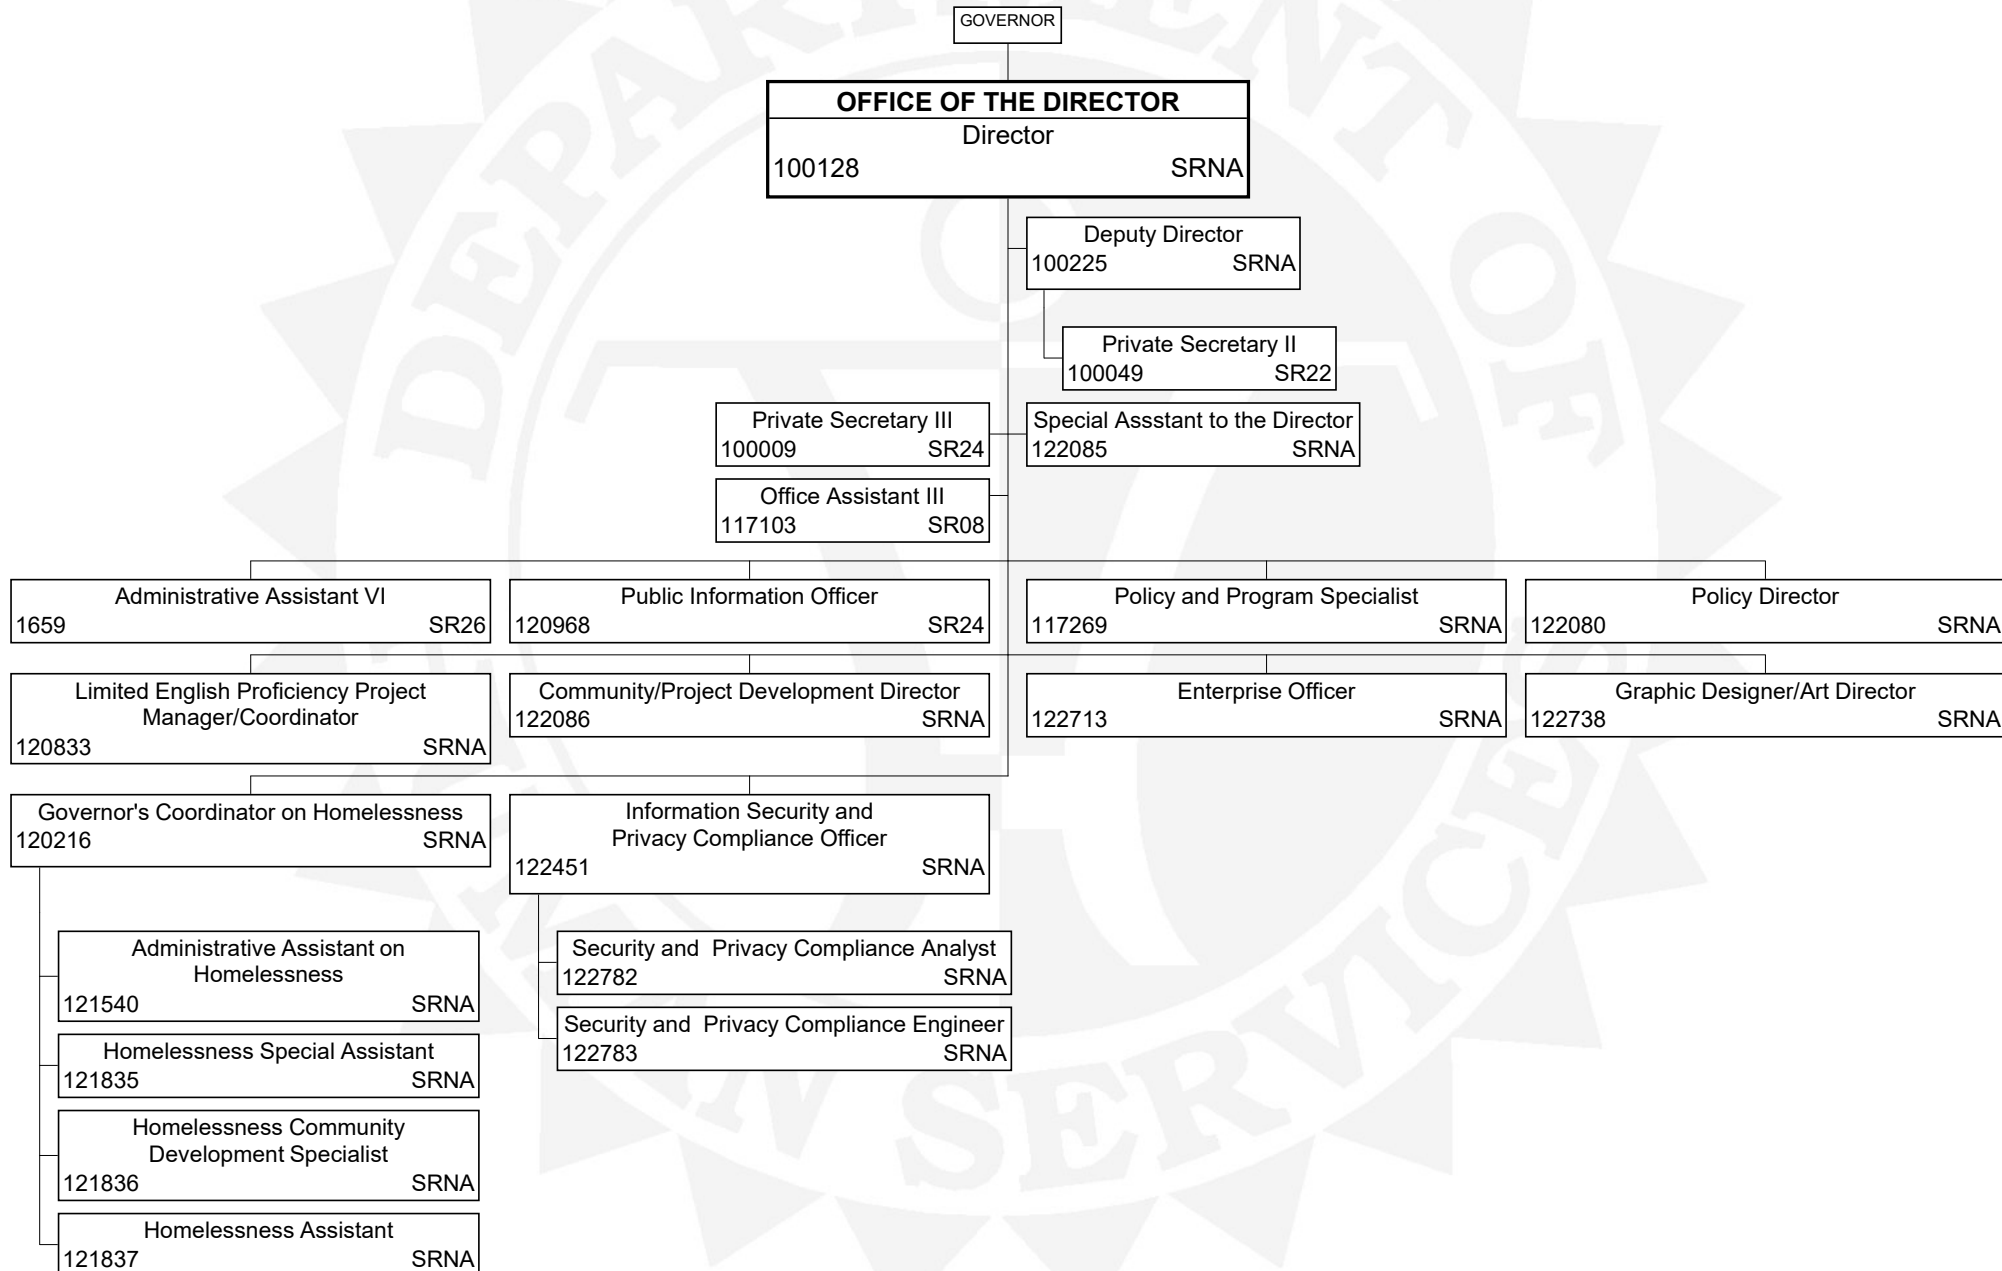 GOVERNOR
OFFICE OF THE DIRECTOR
Director
100128 SRNA
Deputy Director
100225 SRNA
Private Secretary II
100049 SR22
Private Secretary III
100009 SR24
Special Assstant to the Director
122085 SRNA
Office Assistant III
117103 SR08
Administrative Assistant VI
1659 SR26
Public Information Officer
120968 SR24
Policy and Program Specialist
117269 SRNA
Policy Director
122080 SRNA
Limited English Proficiency Project
Manager/Coordinator
120833 SRNA
Community/Project Development Director
122086 SRNA
Enterprise Officer
122713 SRNA
Graphic Designer/Art Director
122738 SRNA
Governor's Coordinator on Homelessness
120216 SRNA
Information Security and
Privacy Compliance Officer
122451 SRNA
Administrative Assistant on
Homelessness
121540 SRNA
Homelessness Special Assistant
121835 SRNA
Homelessness Community
Development Specialist
121836 SRNA
Homelessness Assistant
121837 SRNA
Security and Privacy Compliance Analyst
122782 SRNA
Security and Privacy Compliance Engineer
122783 SRNA
DEPARTMENT OF
SERVICES